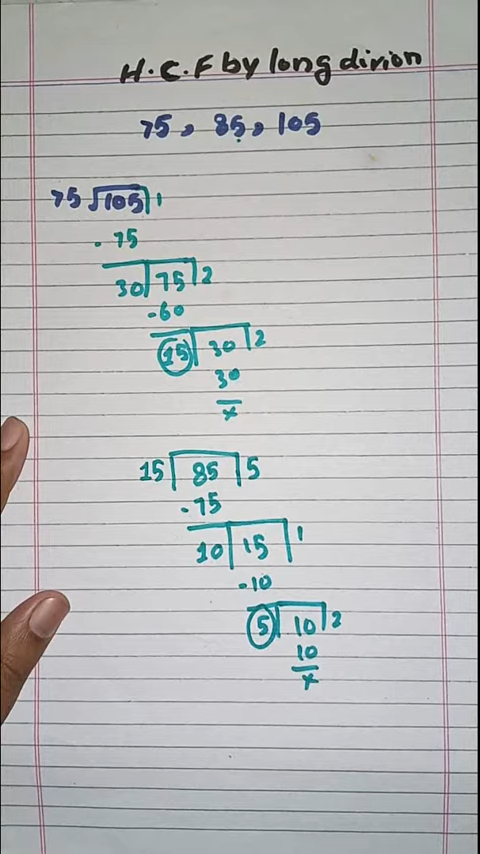 H.C.F by long divion
75, 85, 105
75 √105 | 1
- 75
30 | 75 | 2
- 60
15 | 30 | 2
30
x
15 | 85 | 5
- 75
10 | 15 | 1
- 10
5 | 10 | 2
10
x